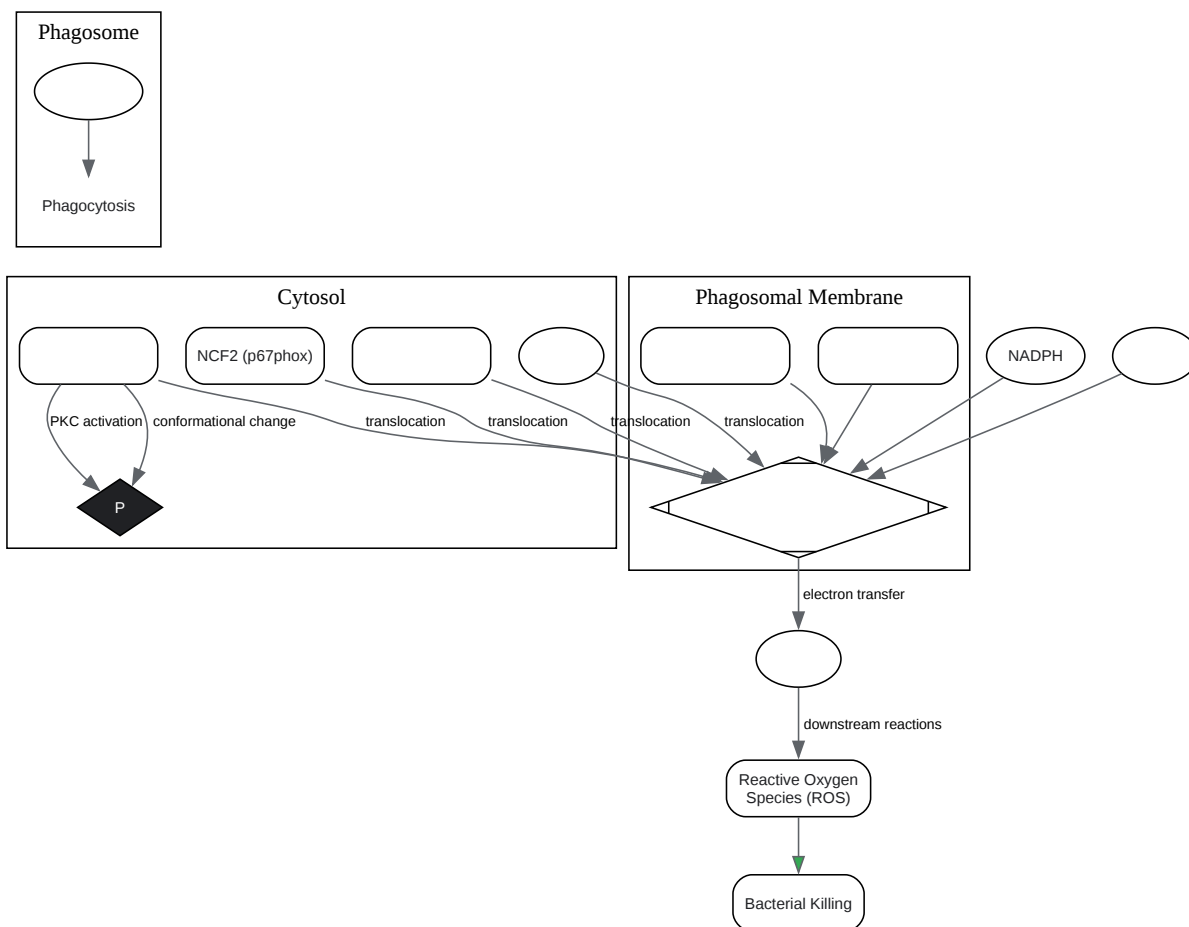 Phagosome
Phagocytosis
Cytosol
Phagosomal Membrane
NCF2 (p67phox)
NADPH
PKC activation
conformational change
translocation
translocation
translocation
translocation
P
electron transfer
downstream reactions
Reactive Oxygen
Species (ROS)
Bacterial Killing